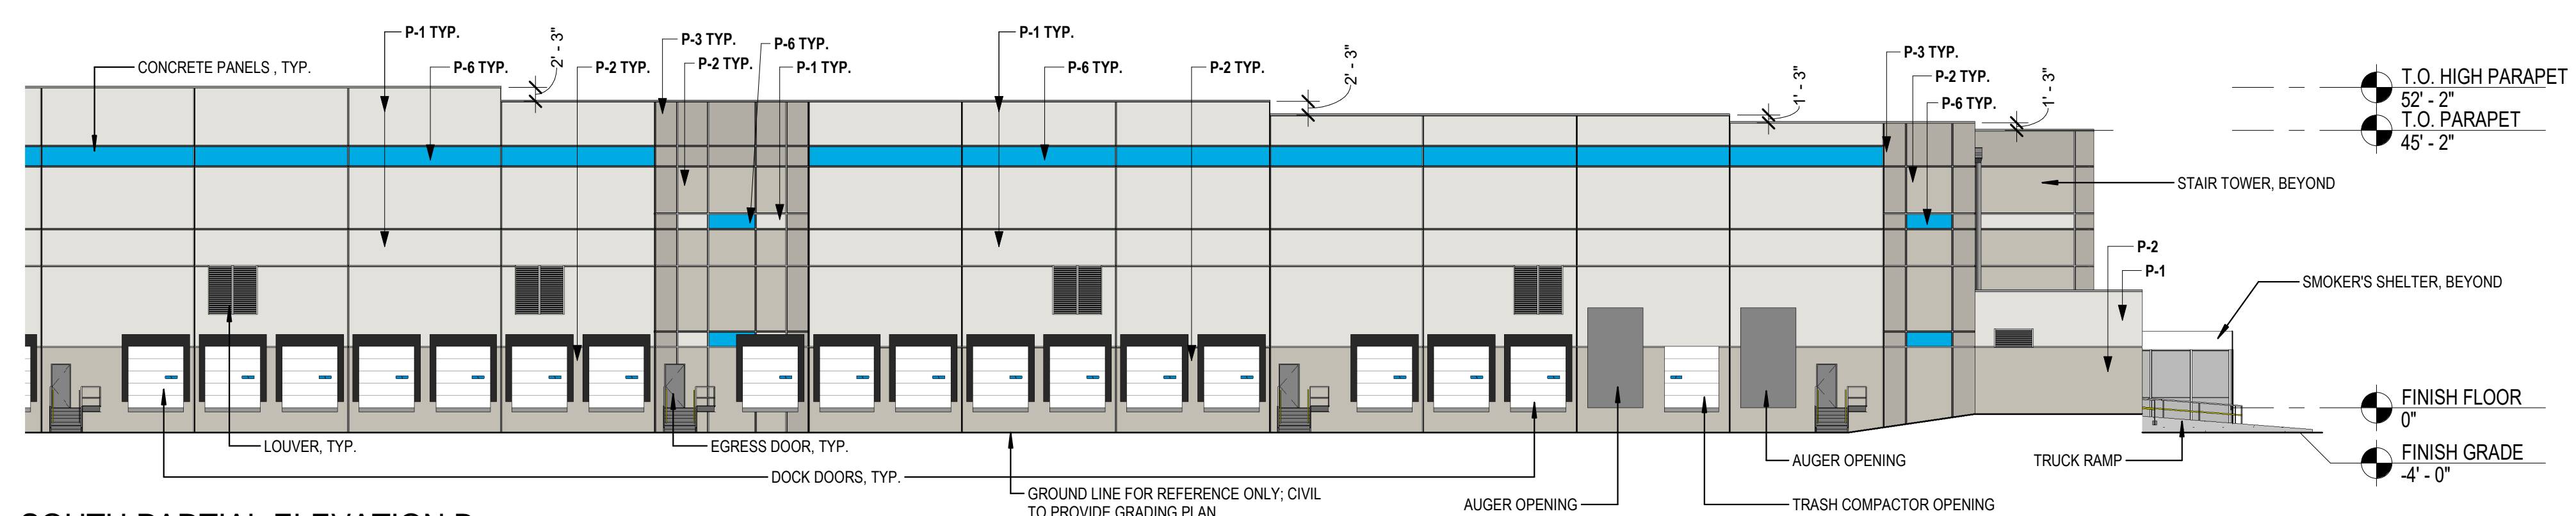 P-1 TYP.
P-3 TYP.
P-6 TYP.
P-1 TYP.
P-3 TYP.
CONCRETE PANELS , TYP.
P-6 TYP.
2' - 3"
P-2 TYP.
P-2 TYP.
P-1 TYP.
P-6 TYP.
P-2 TYP.
2' - 3"
1' - 3"
P-2 TYP.
P-6 TYP.
1' - 3"
T.O. HIGH PARAPET
52' - 2"
T.O. PARAPET
45' - 2"
STAIR TOWER, BEYOND
P-2
P-1
SMOKER'S SHELTER, BEYOND
FINISH FLOOR
0"
LOUVER, TYP.
EGRESS DOOR, TYP.
AUGER OPENING
TRUCK RAMP
FINISH GRADE
-4' - 0"
DOCK DOORS, TYP.
GROUND LINE FOR REFERENCE ONLY; CIVIL
TO PROVIDE GRADING PLAN
AUGER OPENING
TRASH COMPACTOR OPENING
SOUTH PARTIAL ELEVATION